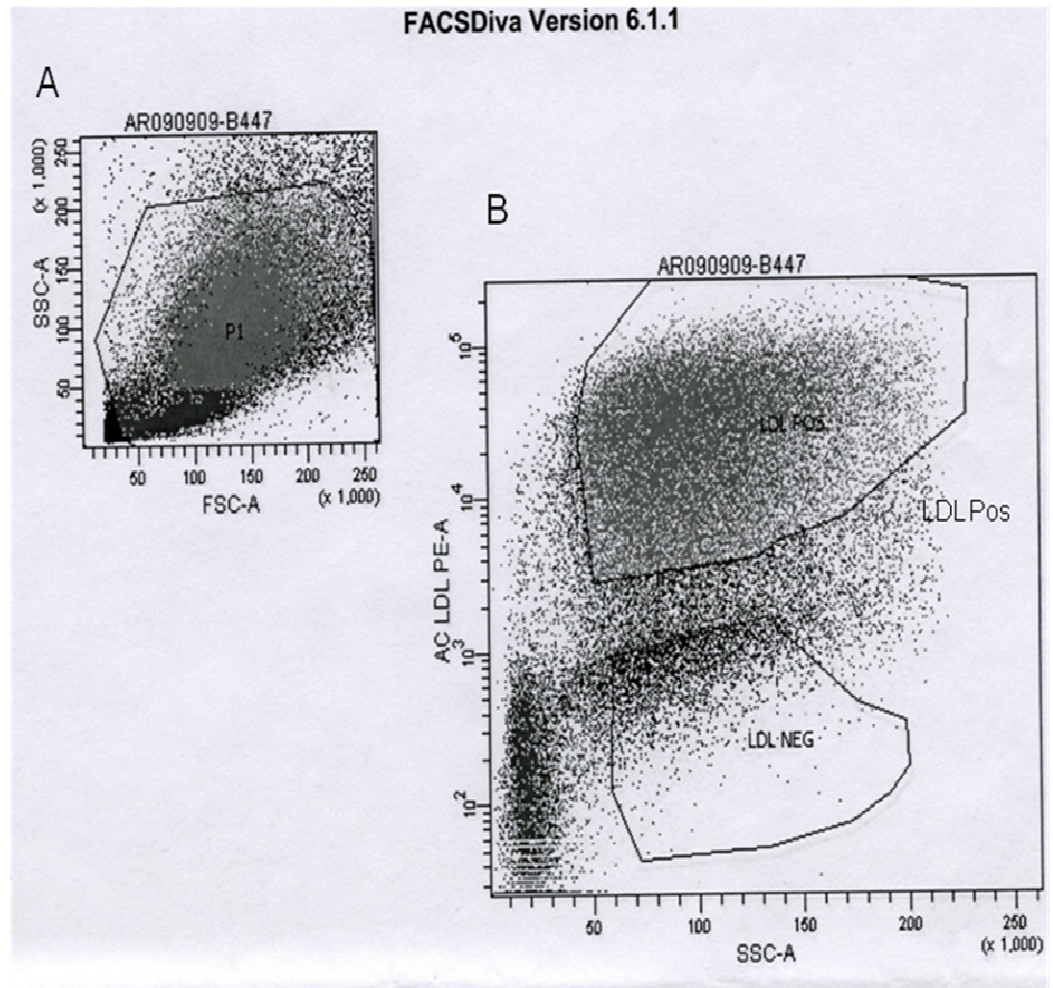 FACSDiva Version 6.1.1
A
AR090909-B447
(x 1,000)
250
200
150
100
50
SSC-A
P1
50 100 150 200 250
(x 1,000)
FSC-A
B
AR090909-B447
10^5
10^4
10^3
10^2
AC LDL PE-A
LDL POS
LDL Pos
LDL NEG
50 100 150 200 250
(x 1,000)
SSC-A